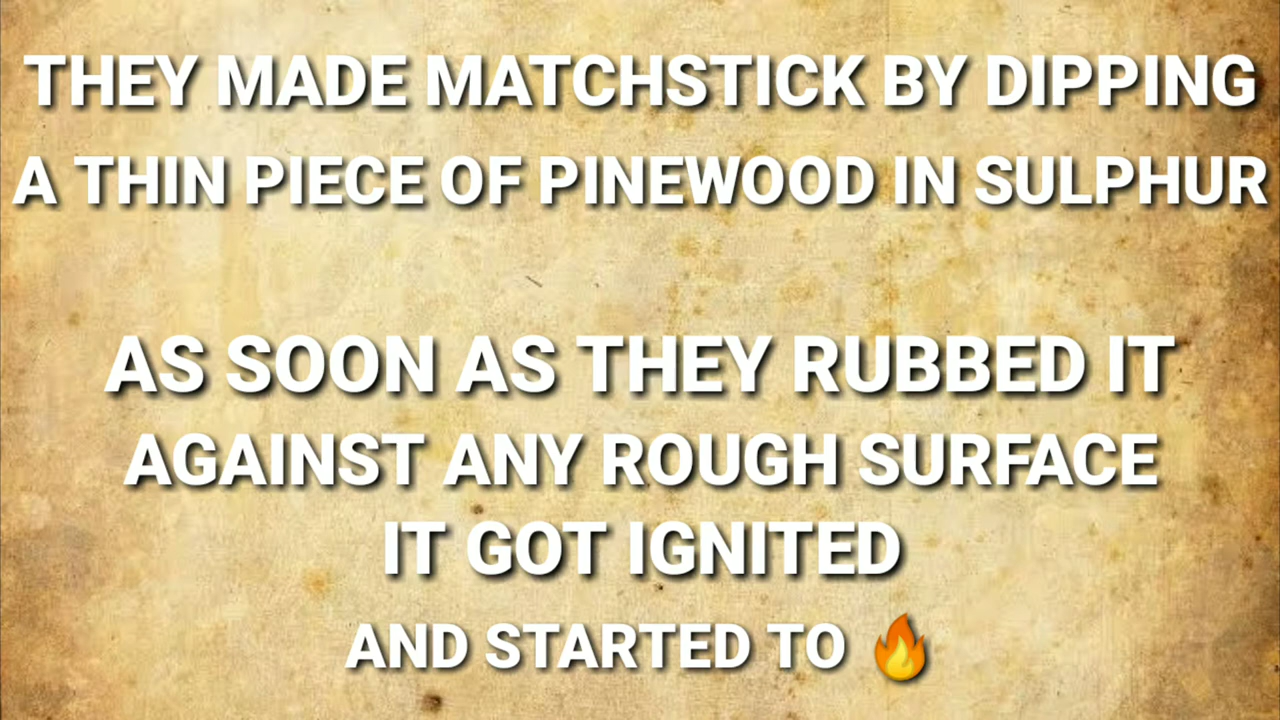 THEY MADE MATCHSTICK BY DIPPING
A THIN PIECE OF PINEWOOD IN SULPHUR
AS SOON AS THEY RUBBED IT
AGAINST ANY ROUGH SURFACE
IT GOT IGNITED
AND STARTED TO 🔥